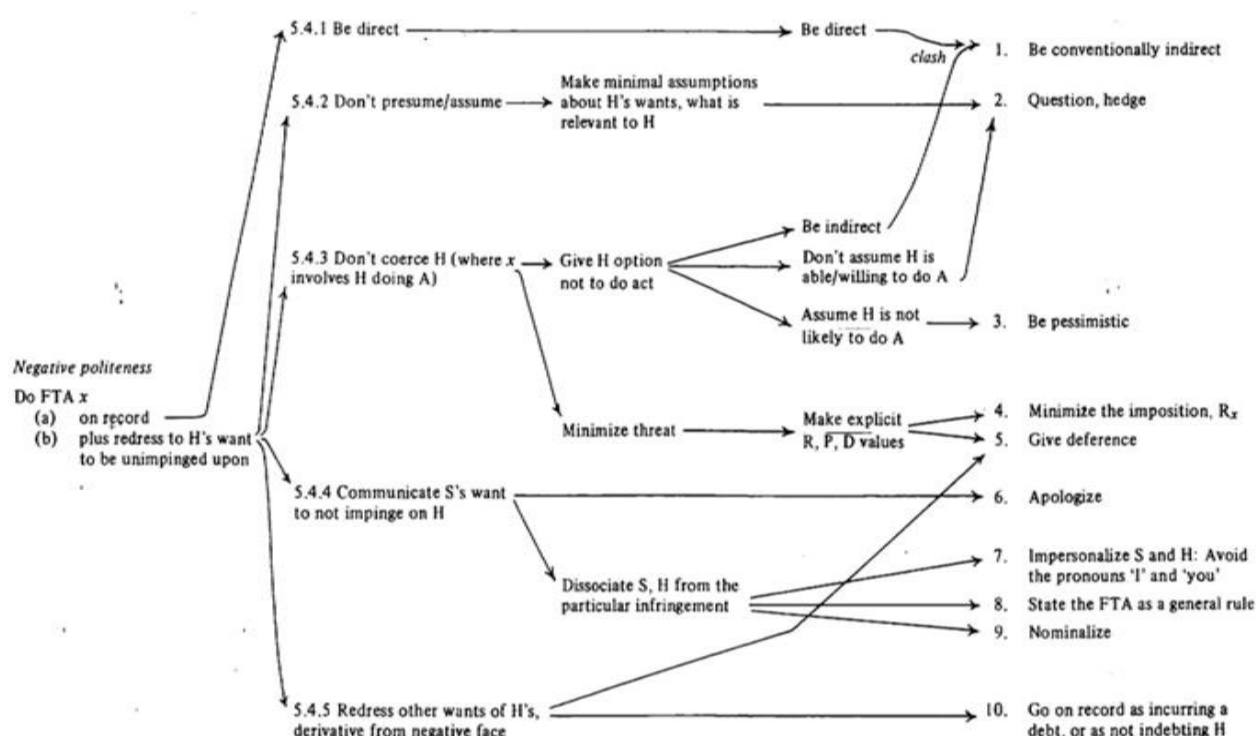 5.4.1 Be direct
Be direct
clash
1. Be conventionally indirect
5.4.2 Don't presume/assume
Make minimal assumptions
about H's wants, what is
relevant to H
2. Question, hedge
Be indirect
5.4.3 Don't coerce H (where x
involves H doing A)
Give H option
not to do act
Don't assume H is
able/willing to do A
Assume H is not
likely to do A
3. Be pessimistic
Negative politeness
Do FTA x
(a) on record
(b) plus redress to H's want
to be unimpinged upon
Minimize threat
Make explicit
R, P, D values
4. Minimize the imposition, Rx
5. Give deference
5.4.4 Communicate S's want
to not impinge on H
6. Apologize
Dissociate S, H from the
particular infringement
7. Impersonalize S and H: Avoid
the pronouns 'I' and 'you'
8. State the FTA as a general rule
9. Nominalize
5.4.5 Redress other wants of H's,
derivative from negative face
10. Go on record as incurring a
debt, or as not indebting H